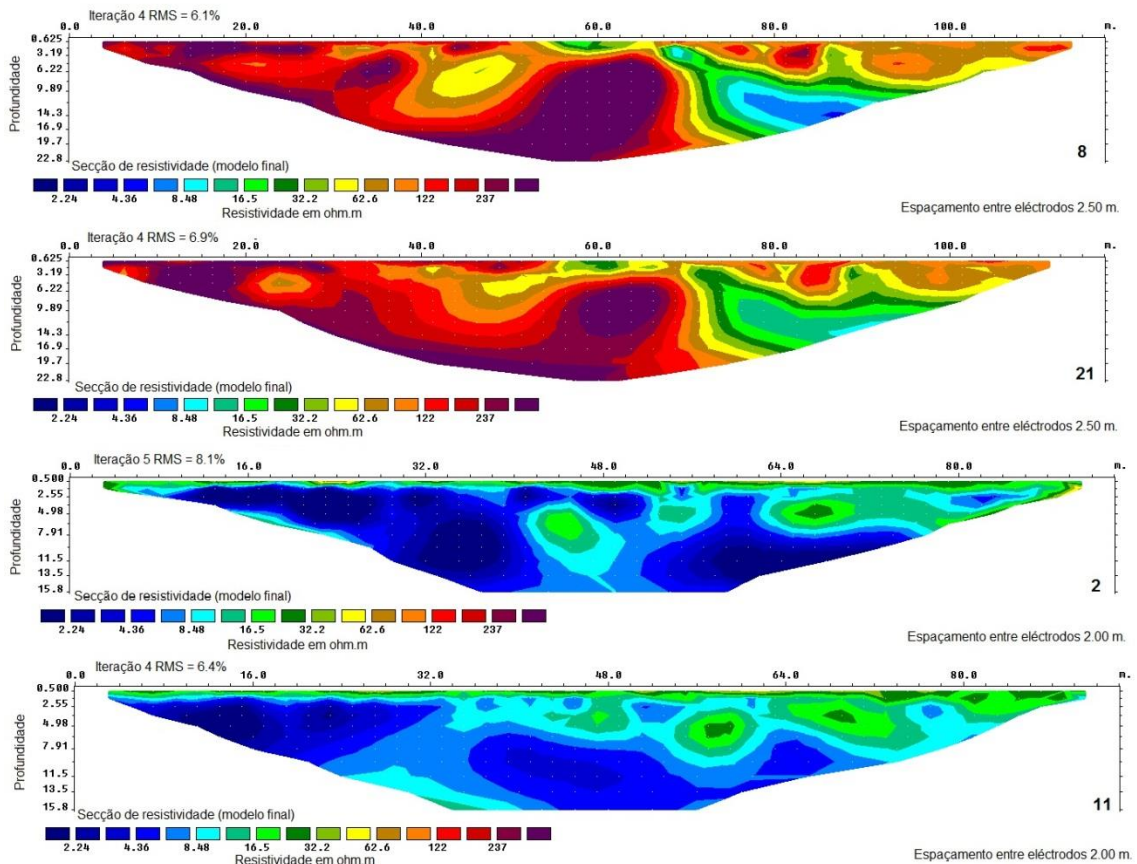 Iteração 4 RMS = 6.1%
0.0 20.0 40.0 60.0 80.0 100.0 m.
Profundidade
0.625
3.19
6.22
9.89
14.3
16.9
19.7
22.8
8
Secção de resistividade (modelo final)
2.24 4.36 8.48 16.5 32.2 62.6 122 237
Resistividade em ohm.m
Espaçamento entre eléctrodos 2.50 m.
Iteração 4 RMS = 6.9%
0.0 20.0 40.0 60.0 80.0 100.0 m.
Profundidade
0.625
3.19
6.22
9.89
14.3
16.9
19.7
22.8
21
Secção de resistividade (modelo final)
2.24 4.36 8.48 16.5 32.2 62.6 122 237
Resistividade em ohm.m
Espaçamento entre eléctrodos 2.50 m.
Iteração 5 RMS = 8.1%
0.0 16.0 32.0 48.0 64.0 80.0 m.
Profundidade
0.500
2.55
4.98
7.91
11.5
13.5
15.8
2
Secção de resistividade (modelo final)
2.24 4.36 8.48 16.5 32.2 62.6 122 237
Resistividade em ohm.m
Espaçamento entre eléctrodos 2.00 m.
Iteração 4 RMS = 6.4%
0.0 16.0 32.0 48.0 64.0 80.0 m.
Profundidade
0.500
2.55
4.98
7.91
11.5
13.5
15.8
11
Secção de resistividade (modelo final)
2.24 4.36 8.48 16.5 32.2 62.6 122 237
Resistividade em ohm.m
Espaçamento entre eléctrodos 2.00 m.